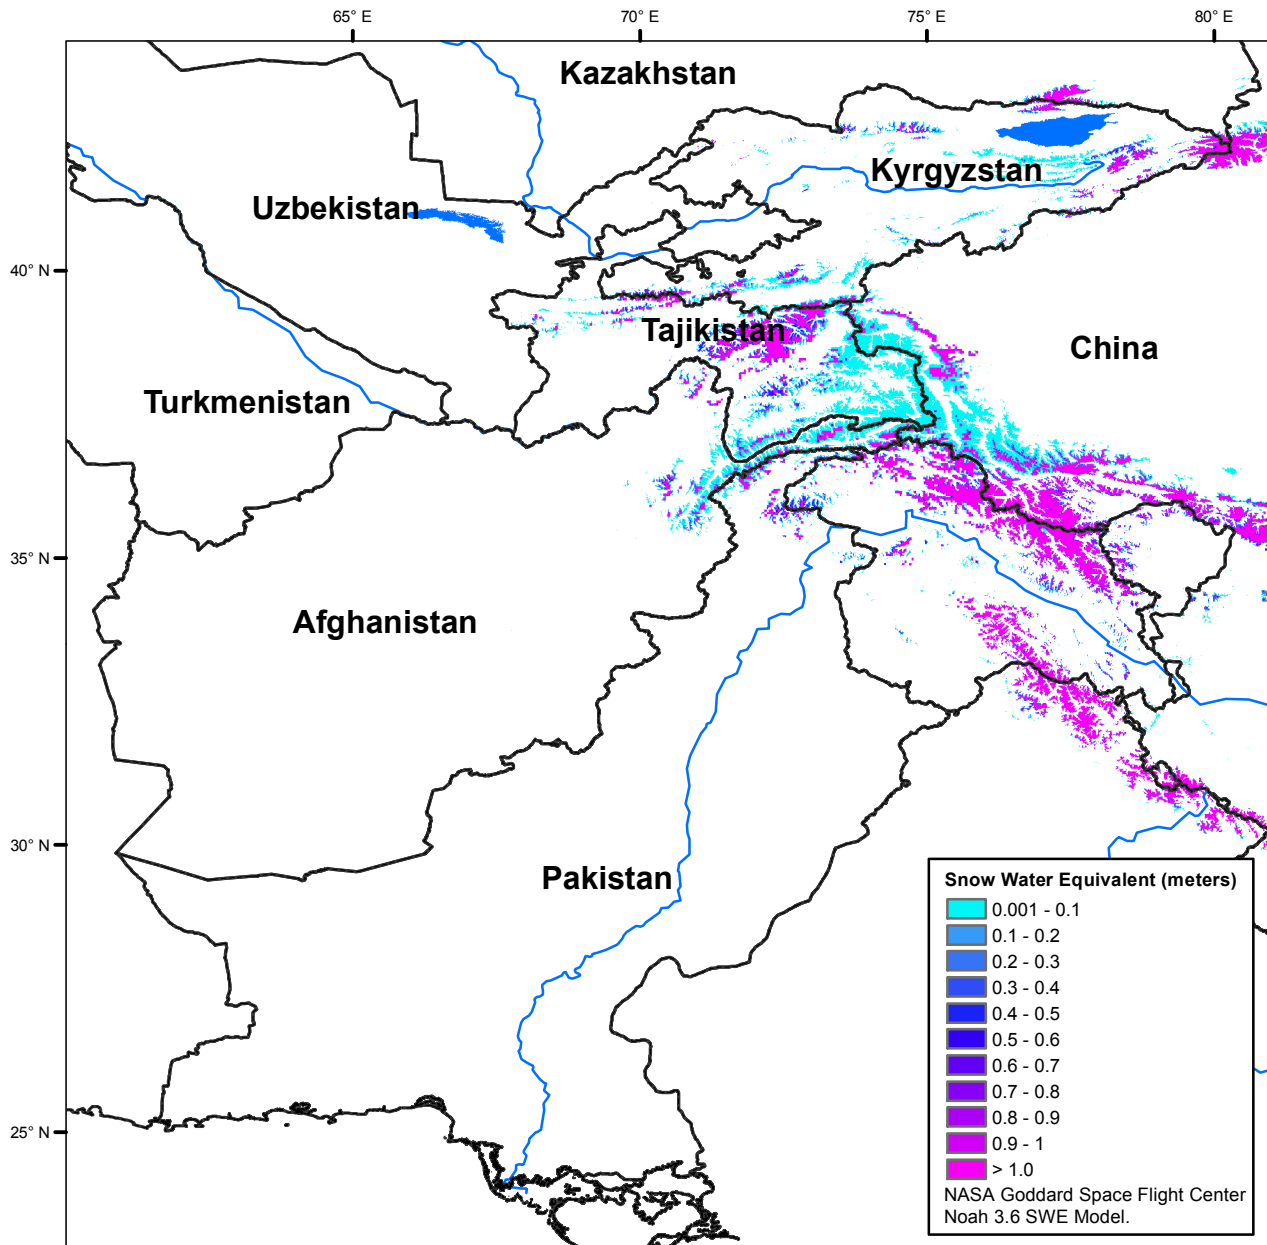 65° E
70° E
75° E
80° E
Kazakhstan
Kyrgyzstan
Uzbekistan
40° N
Tajikistan
China
Turkmenistan
35° N
Afghanistan
30° N
Pakistan
25° N
Snow Water Equivalent (meters)
0.001 - 0.1
0.1 - 0.2
0.2 - 0.3
0.3 - 0.4
0.4 - 0.5
0.5 - 0.6
0.6 - 0.7
0.7 - 0.8
0.8 - 0.9
0.9 - 1
> 1.0
NASA Goddard Space Flight Center
Noah 3.6 SWE Model.